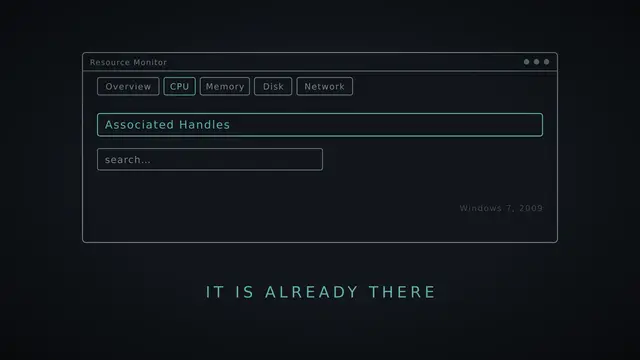 Resource Monitor
Overview CPU Memory Disk Network
Associated Handles
search...
Windows 7, 2009
IT IS ALREADY THERE